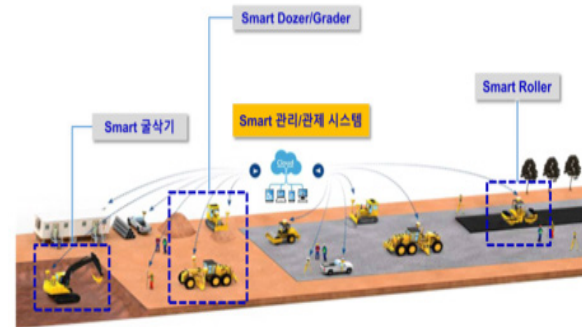 Smart Dozer/Grader
Smart Roller
Smart 굴삭기
Smart 관리/관제 시스템
Cloud